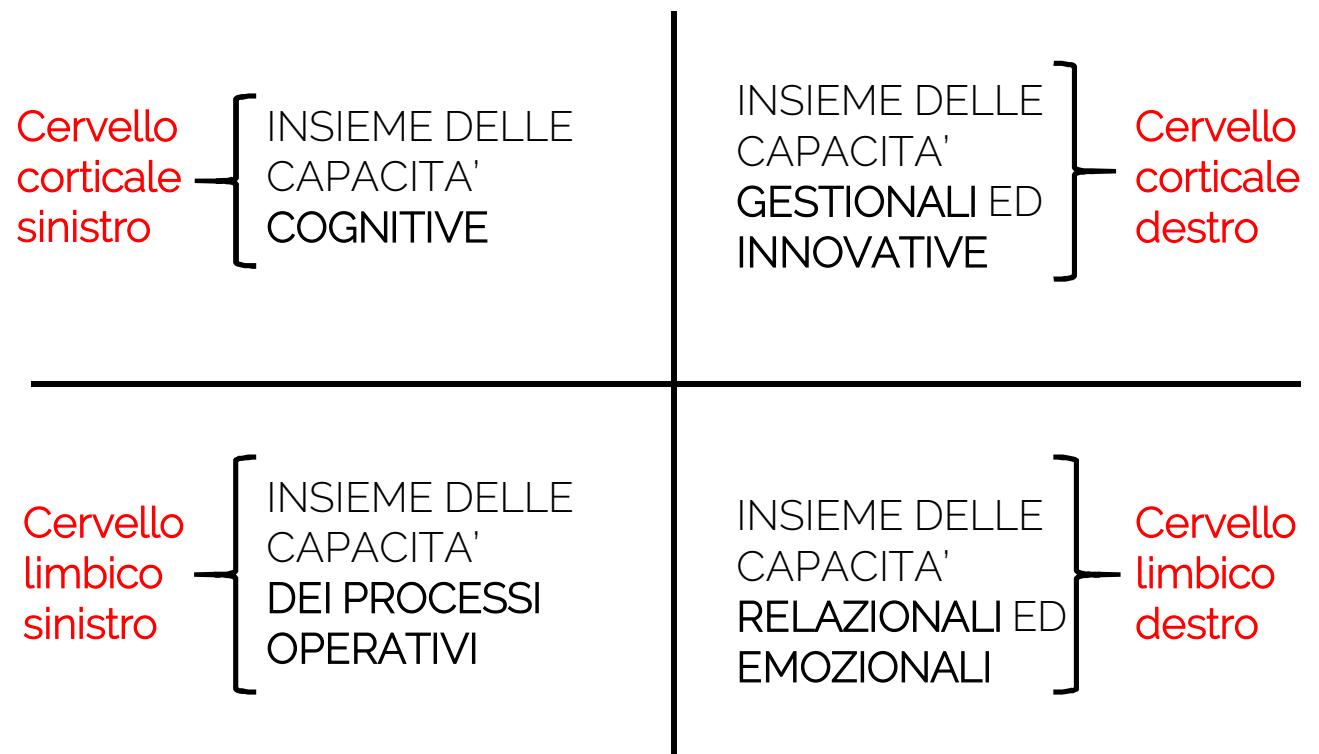 Cervello
corticale
sinistro
INSIEME DELLE
CAPACITA’
COGNITIVE
INSIEME DELLE
CAPACITA’
GESTIONALI ED
INNOVATIVE
Cervello
corticale
destro
Cervello
limbico
sinistro
INSIEME DELLE
CAPACITA’
DEI PROCESSI
OPERATIVI
INSIEME DELLE
CAPACITA’
RELAZIONALI ED
EMOZIONALI
Cervello
limbico
destro